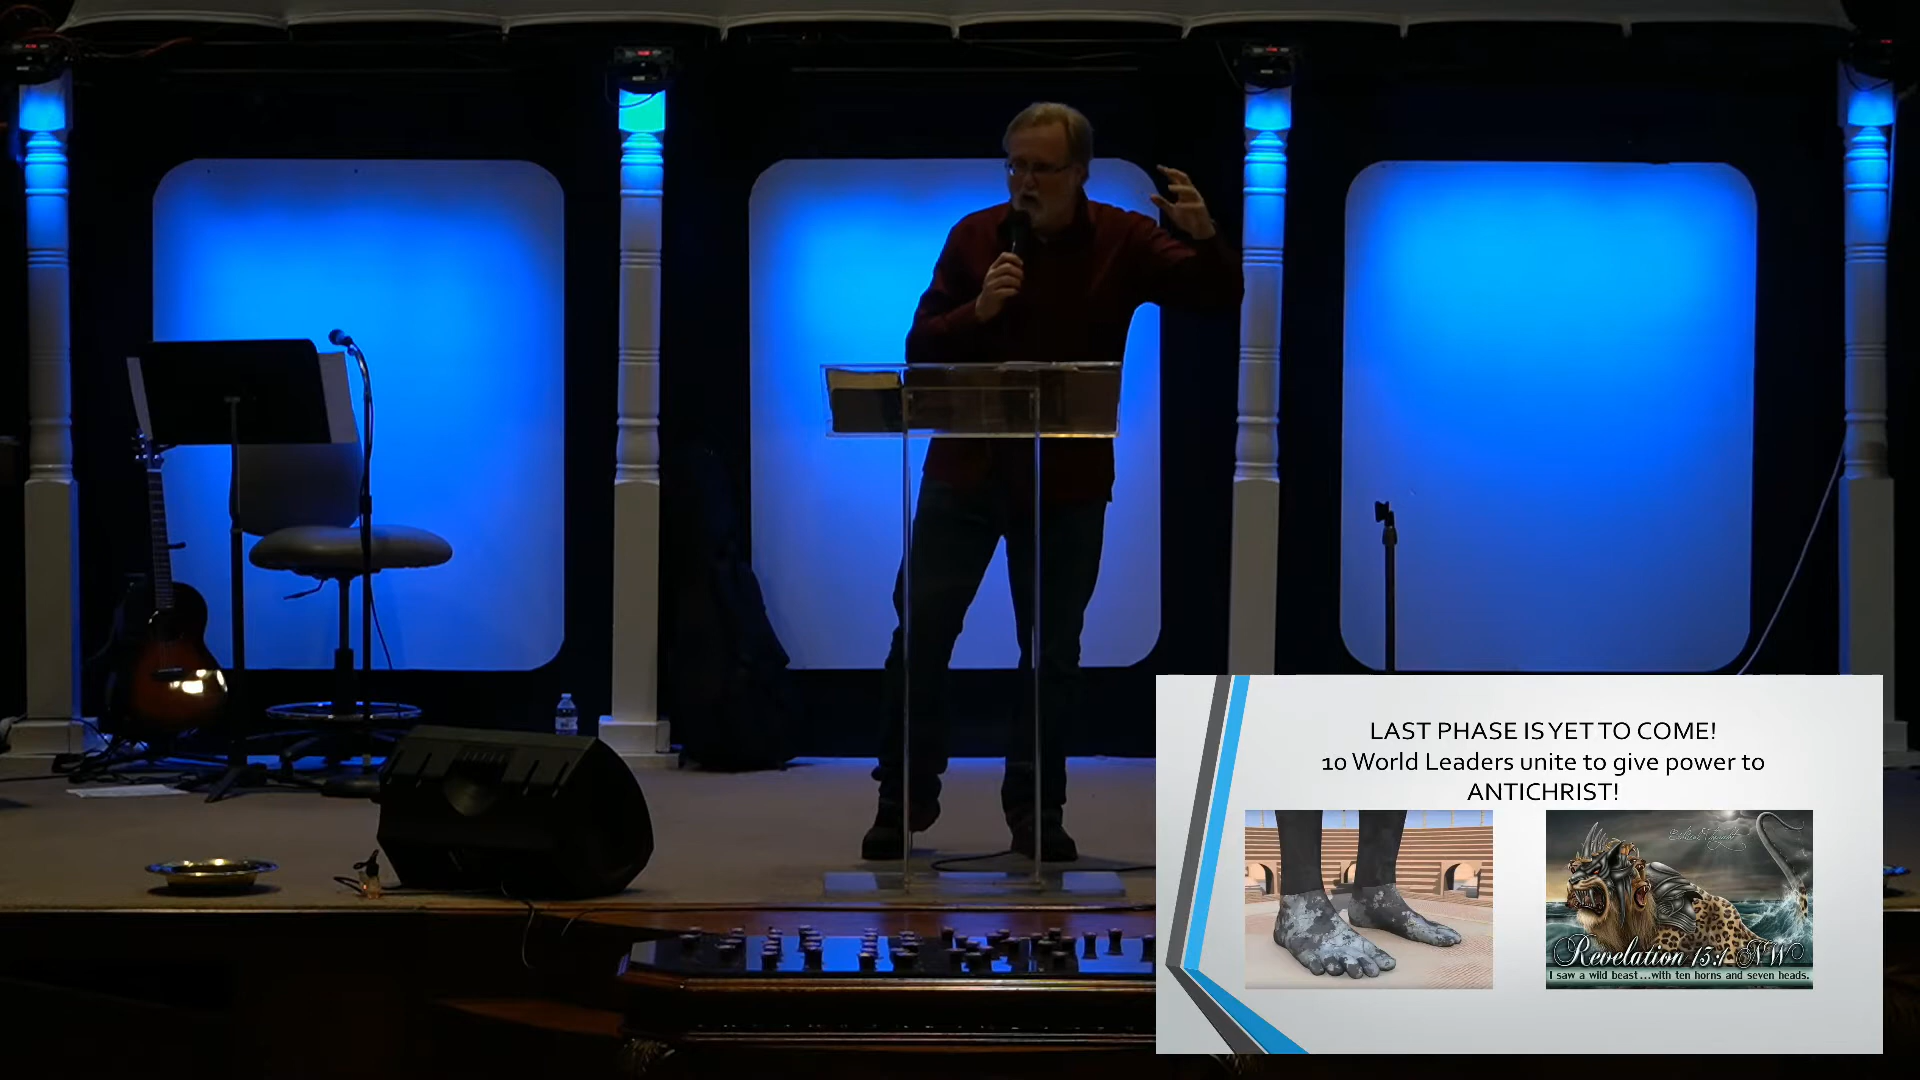 LAST PHASE IS YET TO COME!
10 World Leaders unite to give power to
ANTICHRIST!
Revelation 13:1 NW
I saw a wild beast...with ten horns and seven heads.